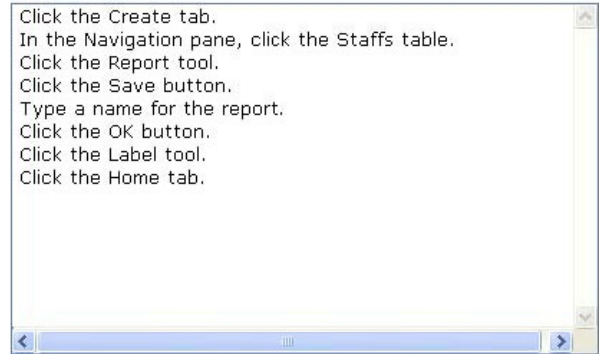 Click the Create tab.
In the Navigation pane, click the Staffs table.
Click the Report tool.
Click the Save button.
Type a name for the report.
Click the OK button.
Click the Label tool.
Click the Home tab.